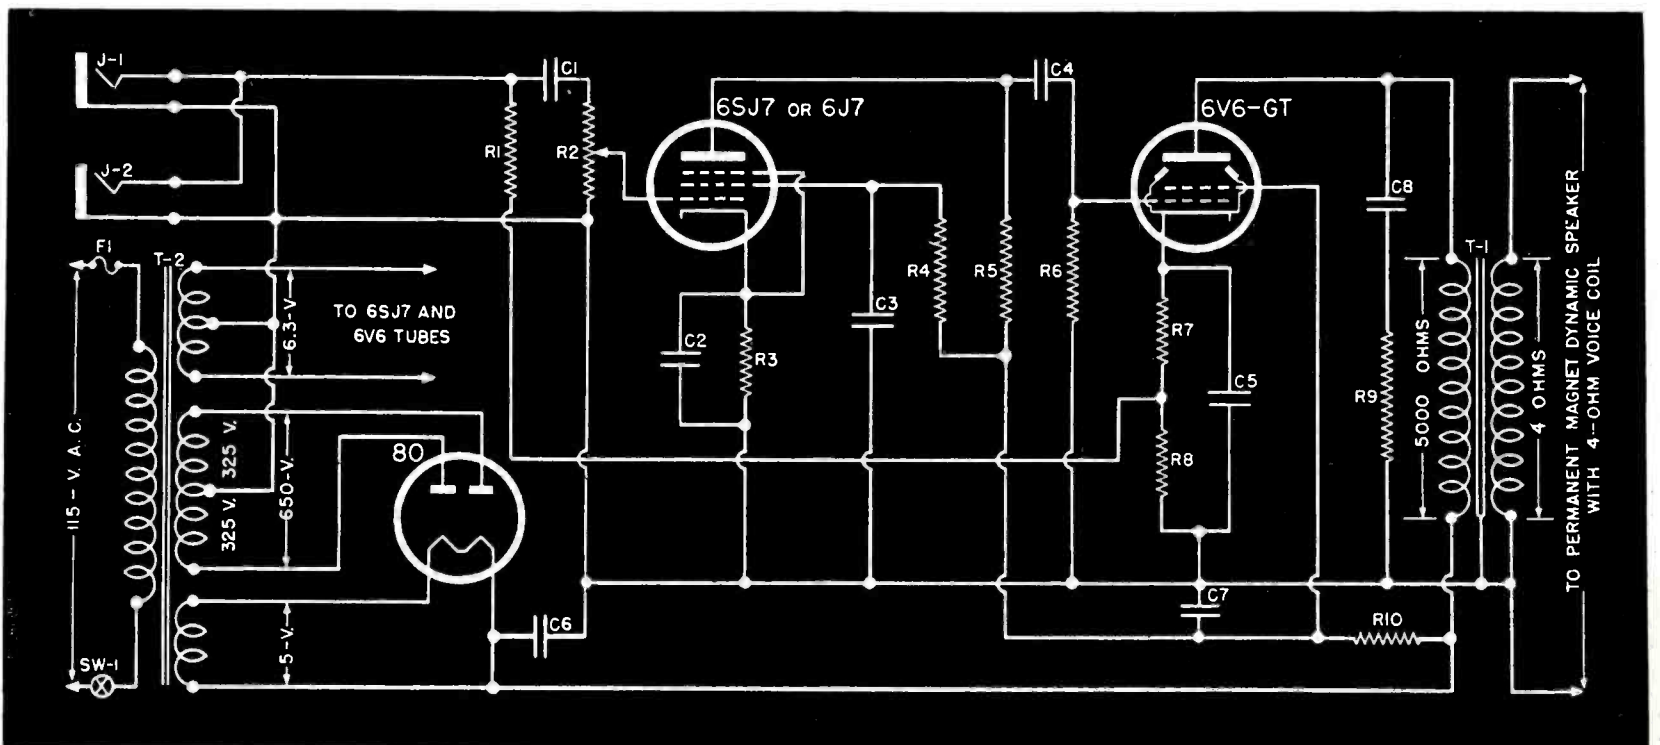 J-1
C1
C4
6SJ7 OR 6J7
6V6-GT
R1
R2
J-2
C8
F1
T-2
T-1
R4
R5
R6
6.3-V.
TO 6SJ7 AND
6V6 TUBES
C3
C2
R3
R7
C5
R9
5000 OHMS
4 OHMS
115-V. A.C.
325 V. 325 V.
650-V.
80
R8
C7
C6
R10
5-V.
SW-1
TO PERMANENT MAGNET DYNAMIC SPEAKER
WITH 4-OHM VOICE COIL